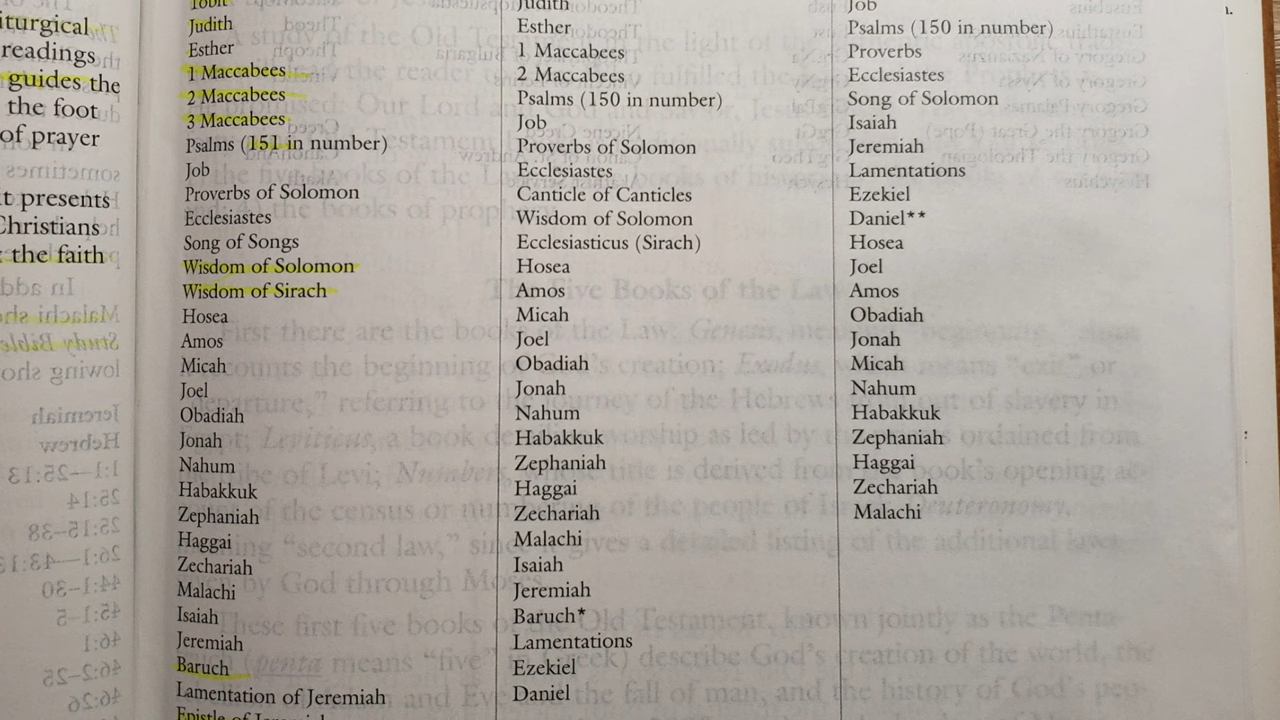 iturgical
readings
guides the
the foot
of prayer
t presents
Christians
the faith
Tobit
Judith
Esther
1 Maccabees
2 Maccabees
3 Maccabees
Psalms (151 in number)
Job
Proverbs of Solomon
Ecclesiastes
Song of Songs
Wisdom of Solomon
Wisdom of Sirach
Hosea
Amos
Micah
Joel
Obadiah
Jonah
Nahum
Habakkuk
Zephaniah
Haggai
Zechariah
Malachi
Isaiah
Jeremiah
Baruch
Lamentation of Jeremiah
Epistle of Jeremiah
Judith
Esther
1 Maccabees
2 Maccabees
Psalms (150 in number)
Job
Proverbs of Solomon
Ecclesiastes
Canticle of Canticles
Wisdom of Solomon
Ecclesiasticus (Sirach)
Hosea
Amos
Micah
Joel
Obadiah
Jonah
Nahum
Habakkuk
Zephaniah
Haggai
Zechariah
Malachi
Isaiah
Jeremiah
Baruch*
Lamentations
Ezekiel
Daniel
Job
Psalms (150 in number)
Proverbs
Ecclesiastes
Song of Solomon
Isaiah
Jeremiah
Lamentations
Ezekiel
Daniel**
Hosea
Joel
Amos
Obadiah
Jonah
Micah
Nahum
Habakkuk
Zephaniah
Haggai
Zechariah
Malachi